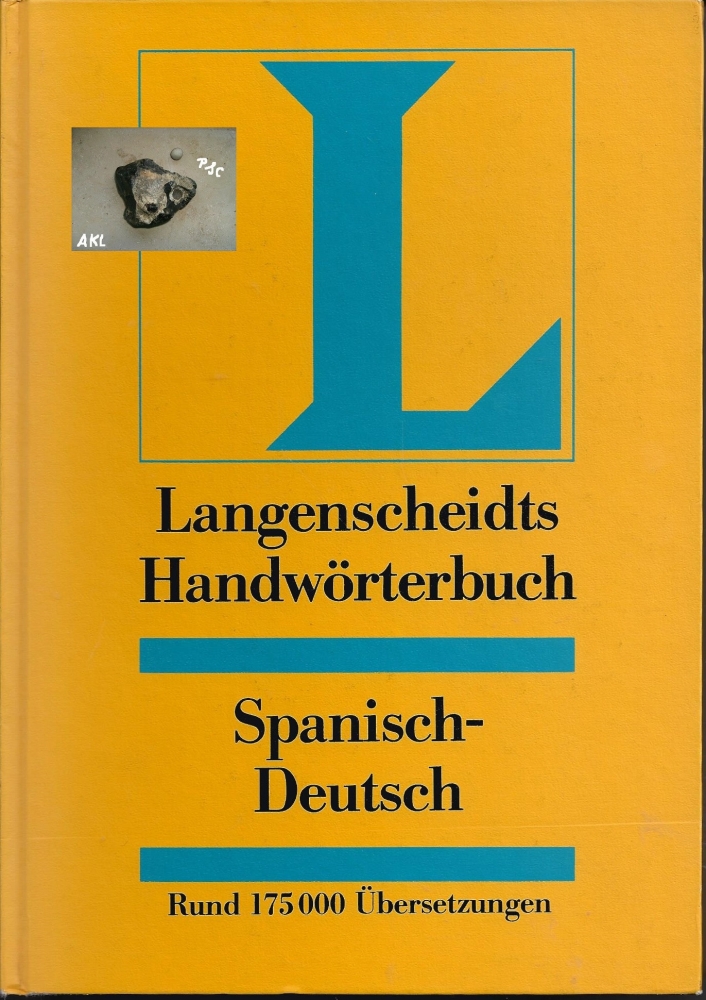 PSC
AKL
L
Langenscheidts
Handwörterbuch
Spanisch-
Deutsch
Rund 175 000 Übersetzungen